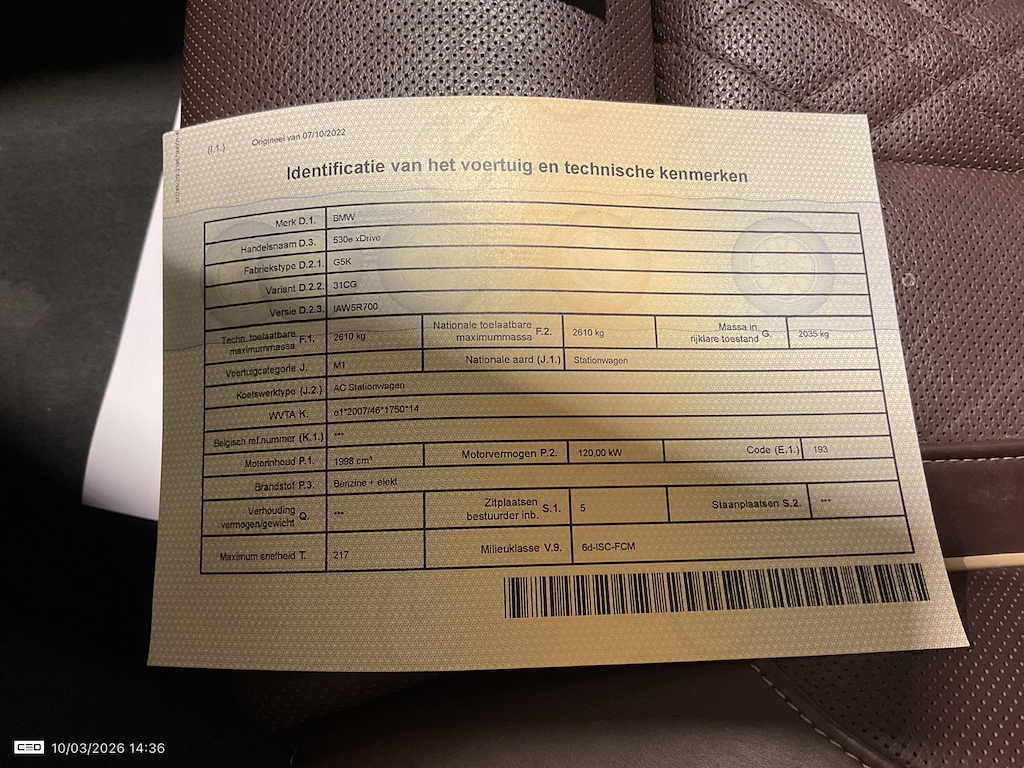 (I.1.) Origineel van 07/10/2022
Identificatie van het voertuig en technische kenmerken
Merk D.1. BMW
Handelsnaam D.3. 530e xDrive
Fabriekstype D.2.1. G5K
Variant D.2.2. 31CG
Versie D.2.3. IAW5R700
Techn. toelaatbare maximummassa F.1. 2610 kg Nationale toelaatbare maximummassa F.2. 2610 kg Massa in rijklare toestand G. 2035 kg
Voertuigcategorie J. M1 Nationale aard (J.1.) Stationwagen
Koetswerktype (J.2.) AC Stationwagen
WVTA K. e1*2007/46*1750*14
Belgisch ref.nummer (K.1.) ***
Motorinhoud P.1. 1998 cm³ Motorvermogen P.2. 120,00 kW Code (E.1.) 193
Brandstof P.3. Benzine + elekt
Verhouding vermogen/gewicht Q. *** Zitplaatsen bestuurder inb. S.1. 5 Staanplaatsen S.2. ***
Maximum snelheid T. 217 Milieuklasse V.9. 6d-ISC-FCM
CEO 10/03/2026 14:36